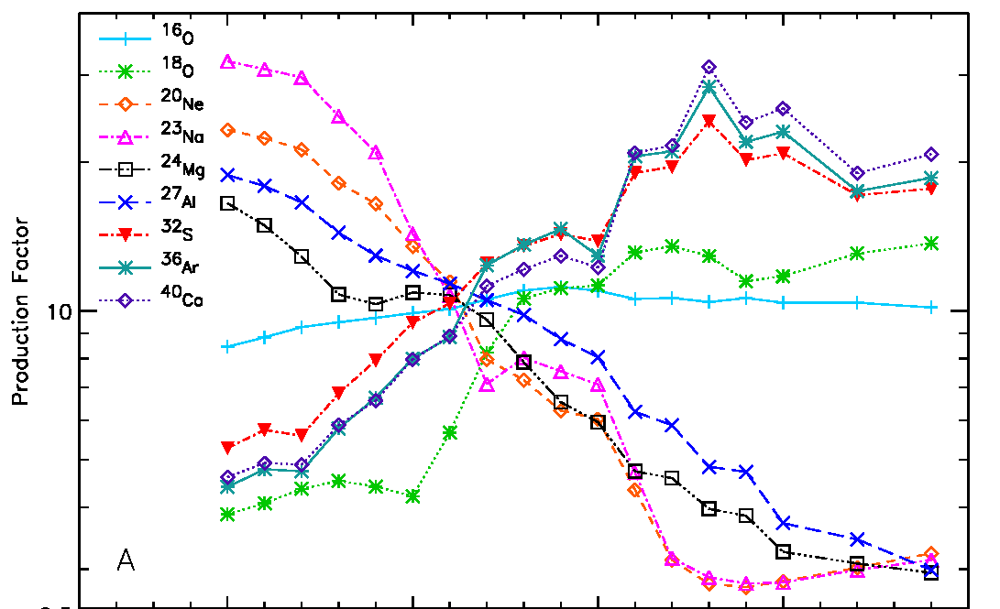 16O
18O
20Ne
23Na
24Mg
27Al
32S
36Ar
40Ca
Production Factor
10
A